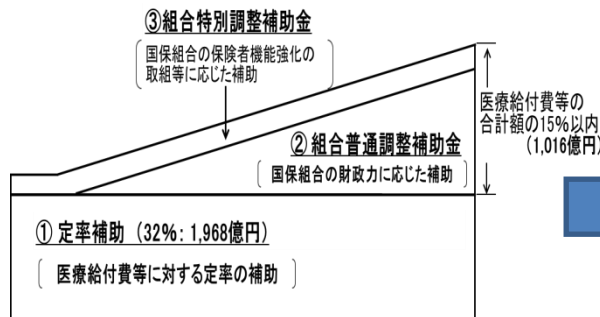 ③組合特別調整補助金
国保組合の保険者機能強化の
取組等に応じた補助
医療給付費等の
合計額の15%以内
(1,016億円)
②組合普通調整補助金
国保組合の財政力に応じた補助
① 定率補助（32％：1,968億円）
医療給付費等に対する定率の補助